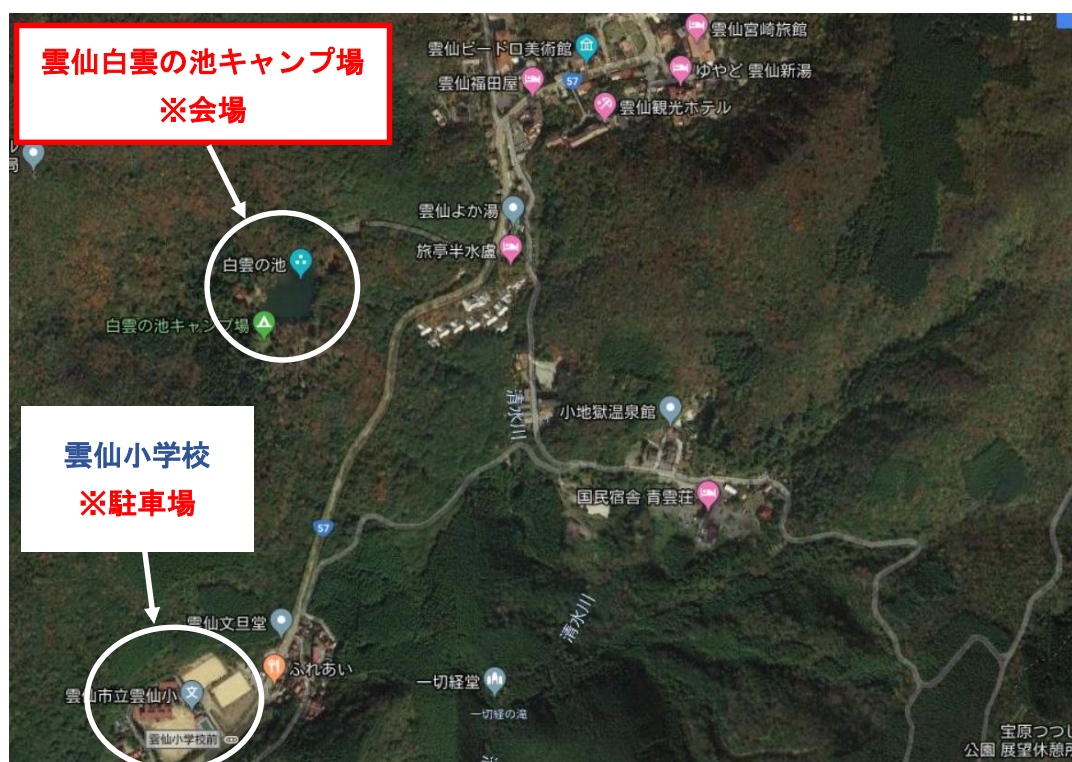 雲仙白雲の池キャンプ場
※会場
雲仙ビードロ美術館
雲仙宮崎旅館
雲仙福田屋
57
ゆやど 雲仙新湯
雲仙観光ホテル
局
雲仙よか湯
旅亭半水盧
白雲の池
白雲の池キャンプ場
清水川
小地獄温泉館
雲仙小学校
※駐車場
国民宿舎 青雲荘
57
清水川
雲仙文旦堂
ふれあい
一切経堂
雲仙市立雲仙小
一切経の滝
雲仙小学校前
宝原つつじ
公園 展望休憩所